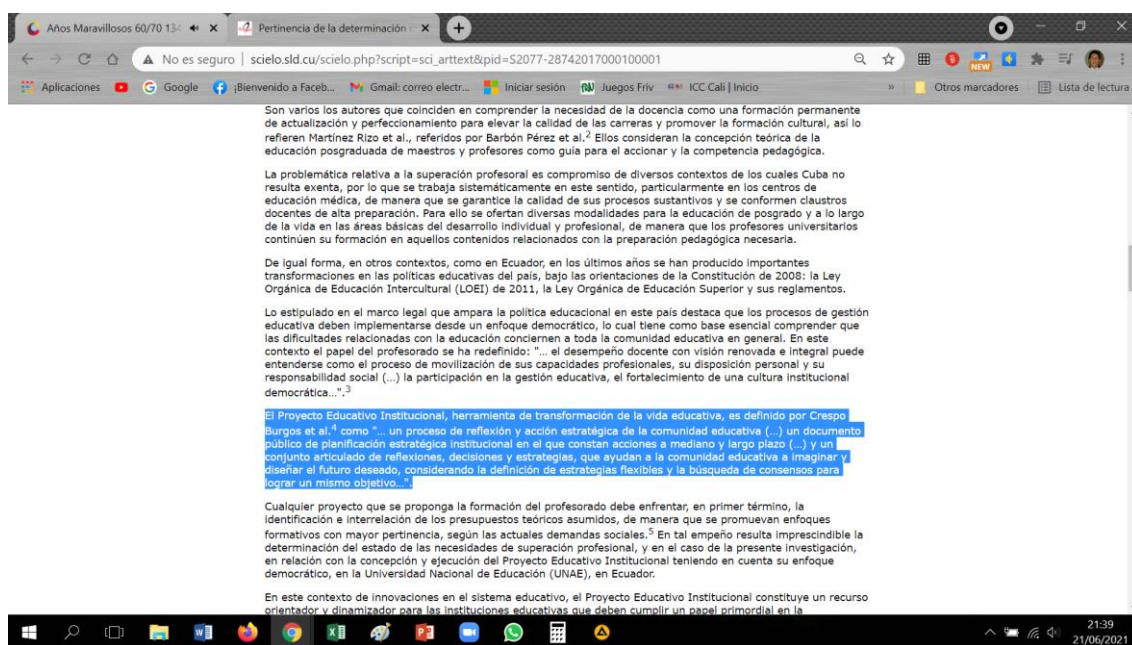 Años Maravillosos 60/70 134
Pertinencia de la determinación
No es seguro | scielo.sld.cu/scielo.php?script=sci_arttext&pid=S2077-28742017000100001
NEW
Aplicaciones
Google
¡Bienvenido a Faceb...
Gmail: correo electr...
Iniciar sesión
Juegos Friv
ICC Cali | Inicio
»
Otros marcadores
Lista de lectura
Son varios los autores que coinciden en comprender la necesidad de la docencia como una formación permanente
de actualización y perfeccionamiento para elevar la calidad de las carreras y promover la formación cultural, así lo
refieren Martínez Rizo et al., referidos por Barbón Pérez et al.2 Ellos consideran la concepción teórica de la
educación posgraduada de maestros y profesores como guía para el accionar y la competencia pedagógica.
La problemática relativa a la superación profesoral es compromiso de diversos contextos de los cuales Cuba no
resulta exenta, por lo que se trabaja sistemáticamente en este sentido, particularmente en los centros de
educación médica, de manera que se garantice la calidad de sus procesos sustantivos y se conformen claustros
docentes de alta preparación. Para ello se ofertan diversas modalidades para la educación de posgrado y a lo largo
de la vida en las áreas básicas del desarrollo individual y profesional, de manera que los profesores universitarios
continúen su formación en aquellos contenidos relacionados con la preparación pedagógica necesaria.
De igual forma, en otros contextos, como en Ecuador, en los últimos años se han producido importantes
transformaciones en las políticas educativas del país, bajo las orientaciones de la Constitución de 2008: la Ley
Orgánica de Educación Intercultural (LOEI) de 2011, la Ley Orgánica de Educación Superior y sus reglamentos.
Lo estipulado en el marco legal que ampara la política educacional en este país destaca que los procesos de gestión
educativa deben implementarse desde un enfoque democrático, lo cual tiene como base esencial comprender que
las dificultades relacionadas con la educación conciernen a toda la comunidad educativa en general. En este
contexto el papel del profesorado se ha redefinido: "... el desempeño docente con visión renovada e integral puede
entenderse como el proceso de movilización de sus capacidades profesionales, su disposición personal y su
responsabilidad social (...) la participación en la gestión educativa, el fortalecimiento de una cultura institucional
democrática...".3
El Proyecto Educativo Institucional, herramienta de transformación de la vida educativa, es definido por Crespo
Burgos et al.4 como "... un proceso de reflexión y acción estratégica de la comunidad educativa (...) un documento
público de planificación estratégica institucional en el que constan acciones a mediano y largo plazo (...) y un
conjunto articulado de reflexiones, decisiones y estrategias, que ayudan a la comunidad educativa a imaginar y
diseñar el futuro deseado, considerando la definición de estrategias flexibles y la búsqueda de consensos para
lograr un mismo objetivo...".
Cualquier proyecto que se proponga la formación del profesorado debe enfrentar, en primer término, la
identificación e interrelación de los presupuestos teóricos asumidos, de manera que se promuevan enfoques
formativos con mayor pertinencia, según las actuales demandas sociales.5 En tal empeño resulta imprescindible la
determinación del estado de las necesidades de superación profesional, y en el caso de la presente investigación,
en relación con la concepción y ejecución del Proyecto Educativo Institucional teniendo en cuenta su enfoque
democrático, en la Universidad Nacional de Educación (UNAE), en Ecuador.
En este contexto de innovaciones en el sistema educativo, el Proyecto Educativo Institucional constituye un recurso
orientador y dinamizador para las instituciones educativas que deben cumplir un papel primordial en la
21:39
21/06/2021